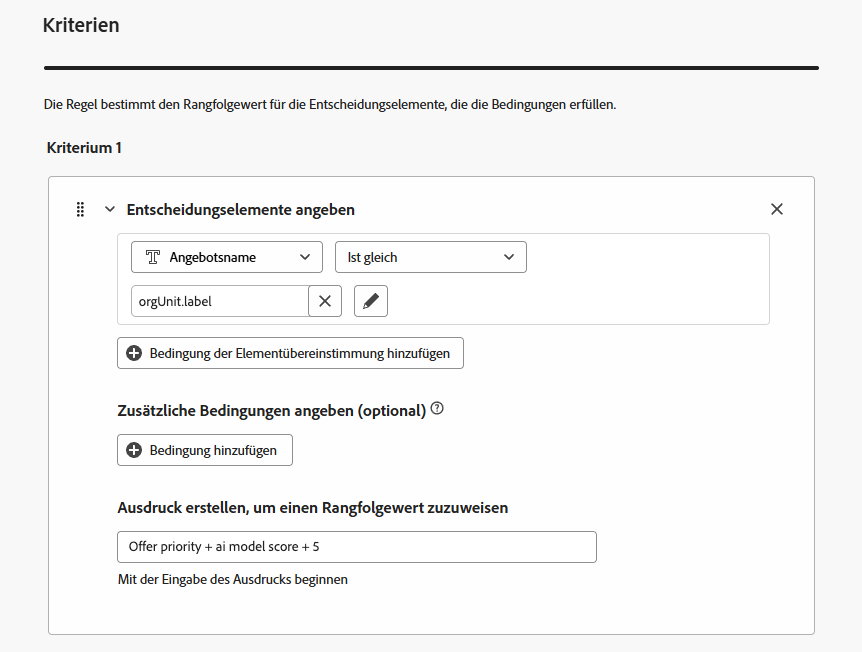 Kriterien
Die Regel bestimmt den Rangfolgewert für die Entscheidungselemente, die die Bedingungen erfüllen.
Kriterium 1
Entscheidungselemente angeben
Angebotsname
Ist gleich
orgUnit.label
Bedingung der Elementübereinstimmung hinzufügen
Zusätzliche Bedingungen angeben (optional)
Bedingung hinzufügen
Ausdruck erstellen, um einen Rangfolgewert zuzuweisen
Offer priority + ai model score + 5
Mit der Eingabe des Ausdrucks beginnen